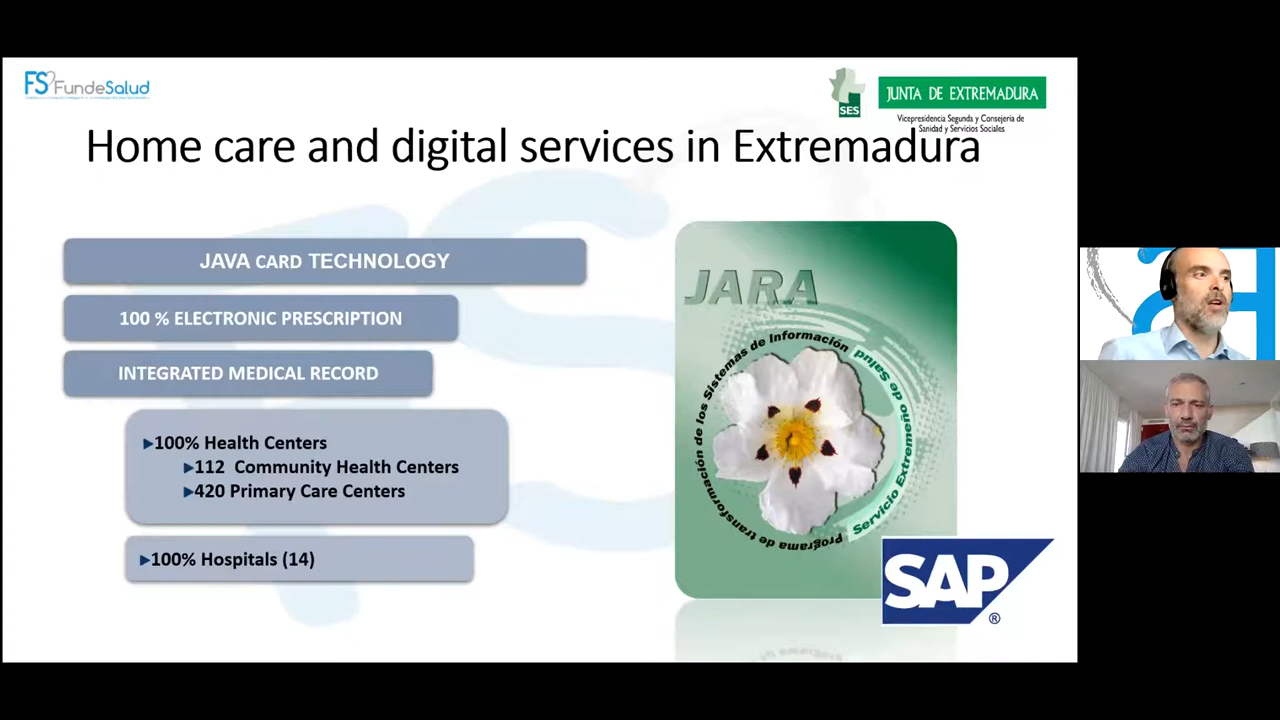 FS FundeSalud
SES
JUNTA DE EXTREMADURA
Vicepresidencia Segunda y Consejería de
Sanidad y Servicios Sociales
Home care and digital services in Extremadura
JAVA CARD TECHNOLOGY
100 % ELECTRONIC PRESCRIPTION
INTEGRATED MEDICAL RECORD
100% Health Centers
112 Community Health Centers
420 Primary Care Centers
100% Hospitals (14)
JARA
Programa de transformación de los Sistemas de Información
Servicio Extremeño de Salud
SAP
®